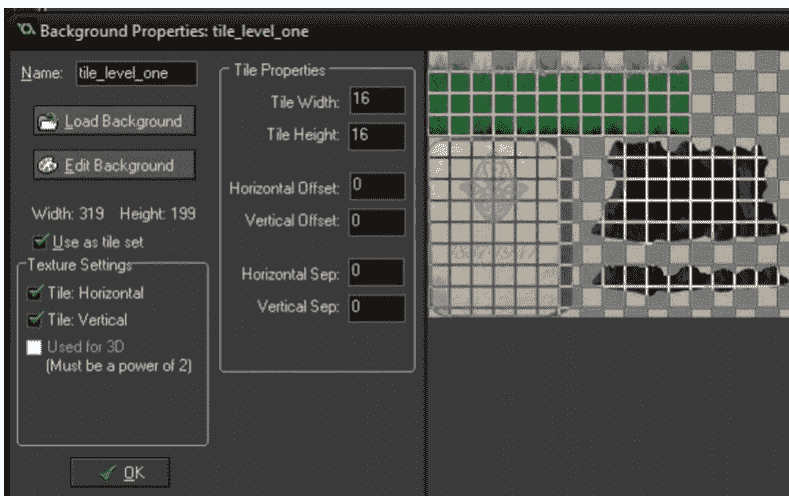 Background Properties: tile_level_one
Name: tile_level_one
Load Background
Edit Background
Width: 319 Height: 199
Use as tile set
Texture Settings
Tile: Horizontal
Tile: Vertical
Used for 3D
(Must be a power of 2)
OK
Tile Properties
Tile Width: 16
Tile Height: 16
Horizontal Offset: 0
Vertical Offset: 0
Horizontal Sep: 0
Vertical Sep: 0